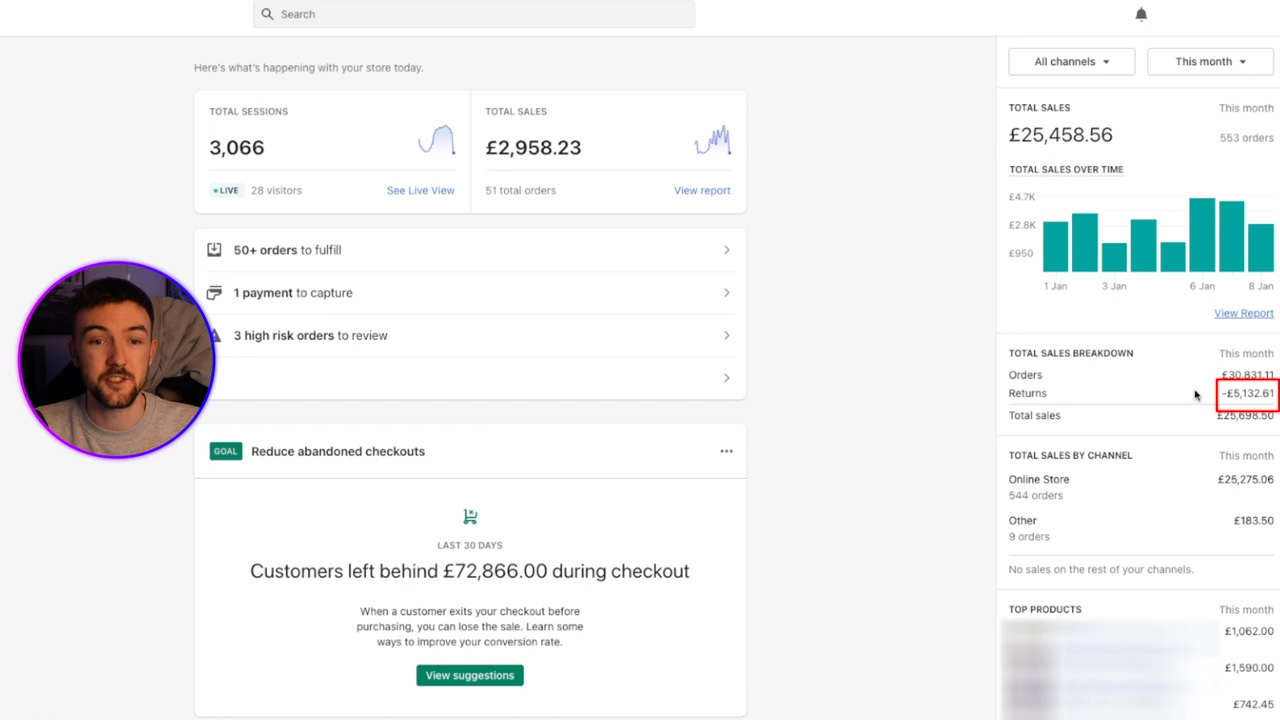 Search
Here's what's happening with your store today.
TOTAL SESSIONS
3,066
LIVE 28 visitors See Live View
TOTAL SALES
£2,958.23
51 total orders View report
50+ orders to fulfill
1 payment to capture
3 high risk orders to review
GOAL Reduce abandoned checkouts
LAST 30 DAYS
Customers left behind £72,866.00 during checkout
When a customer exits your checkout before
purchasing, you can lose the sale. Learn some
ways to improve your conversion rate.
View suggestions
All channels This month
TOTAL SALES This month
£25,458.56 553 orders
TOTAL SALES OVER TIME
£4.7K
£2.8K
£950
1 Jan 3 Jan 6 Jan 8 Jan
View Report
TOTAL SALES BREAKDOWN This month
Orders £30,831.11
Returns -£5,132.61
Total sales £25,698.50
TOTAL SALES BY CHANNEL This month
Online Store £25,275.06
544 orders
Other £183.50
9 orders
No sales on the rest of your channels.
TOP PRODUCTS This month
£1,062.00
£1,590.00
£742.45